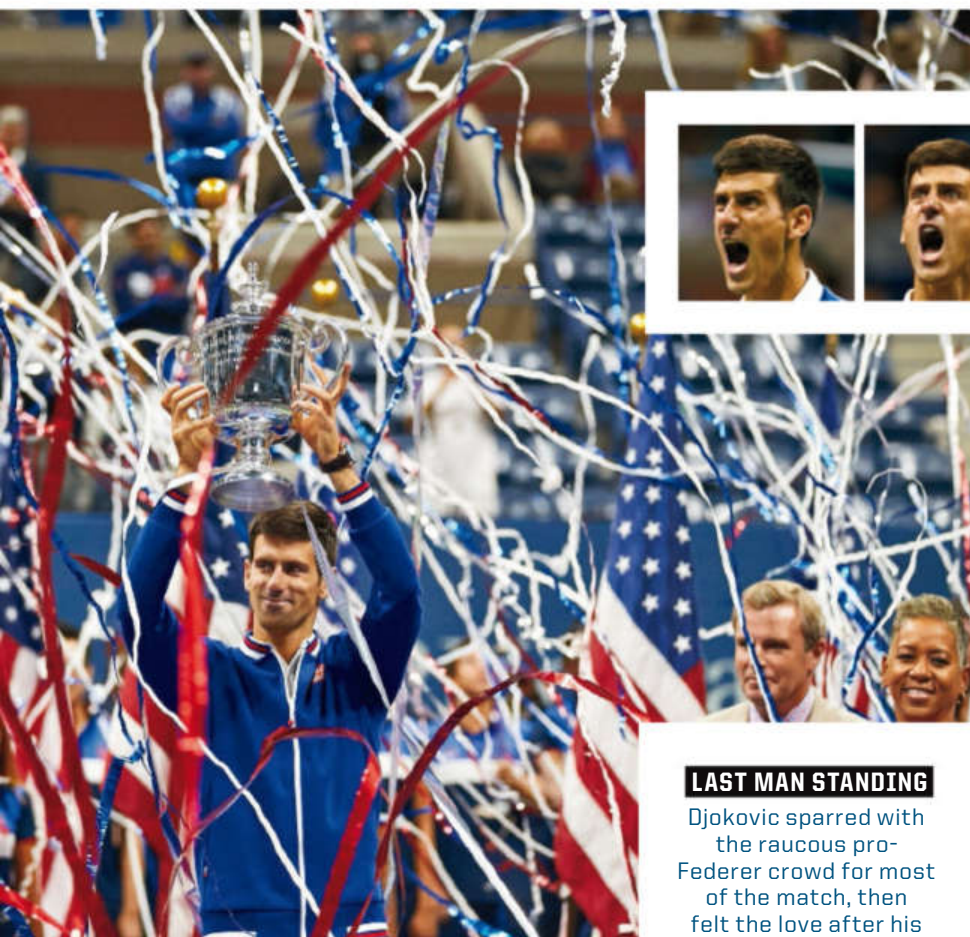 LAST MAN STANDING
Djokovic sparred with
the raucous pro-
Federer crowd for most
of the match, then
felt the love after his